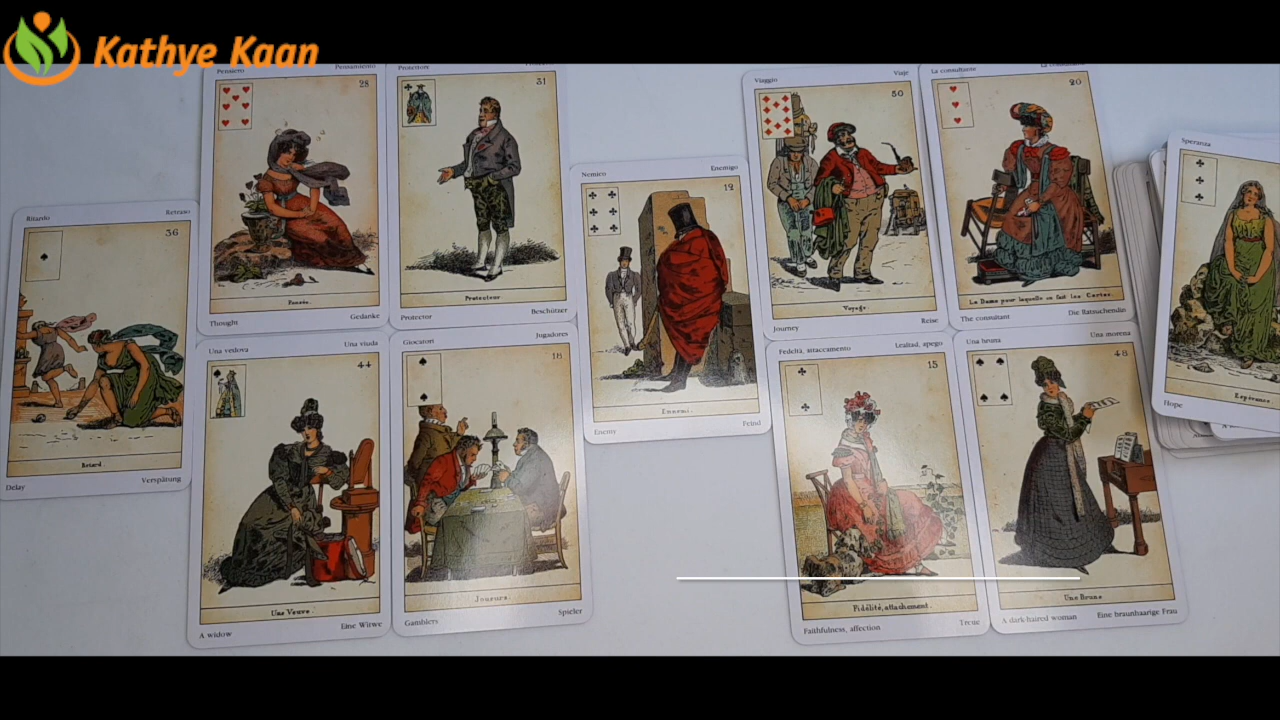 Kathye Kaan
Pensiero
Pensamiento
28
Pensée.
Thought
Gedanke
Protettore
31
Protecteur
Protector
Beschützer
Viaggio
Viaje
50
Voyage.
Journey
Reise
La consultante
20
La Dame pour laquelle on fait les Cartes.
The consultant
Die Ratsuchendin
Speranza
Espérance.
Hope
Nemico
Enemigo
12
Ennemi.
Enemy
Feind
Ritardo
Retraso
36
Retard.
Delay
Verspätung
Una vedova
Una viuda
44
Une Veuve.
A widow
Eine Wirwe
Giocatori
Jugadores
18
Joueurs.
Gamblers
Spieler
Fedeltà, attaccamento
Lealtad, apego
15
Fidélité, attachement.
Faithfulness, affection
Treue
Una bruna
Una morena
48
Une Brune
A dark-haired woman
Eine braunhaarige Frau